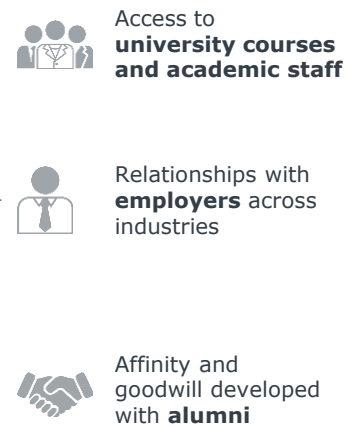 Access to
university courses
and academic staff
Relationships with
employers across
industries
Affinity and
goodwill developed
with alumni